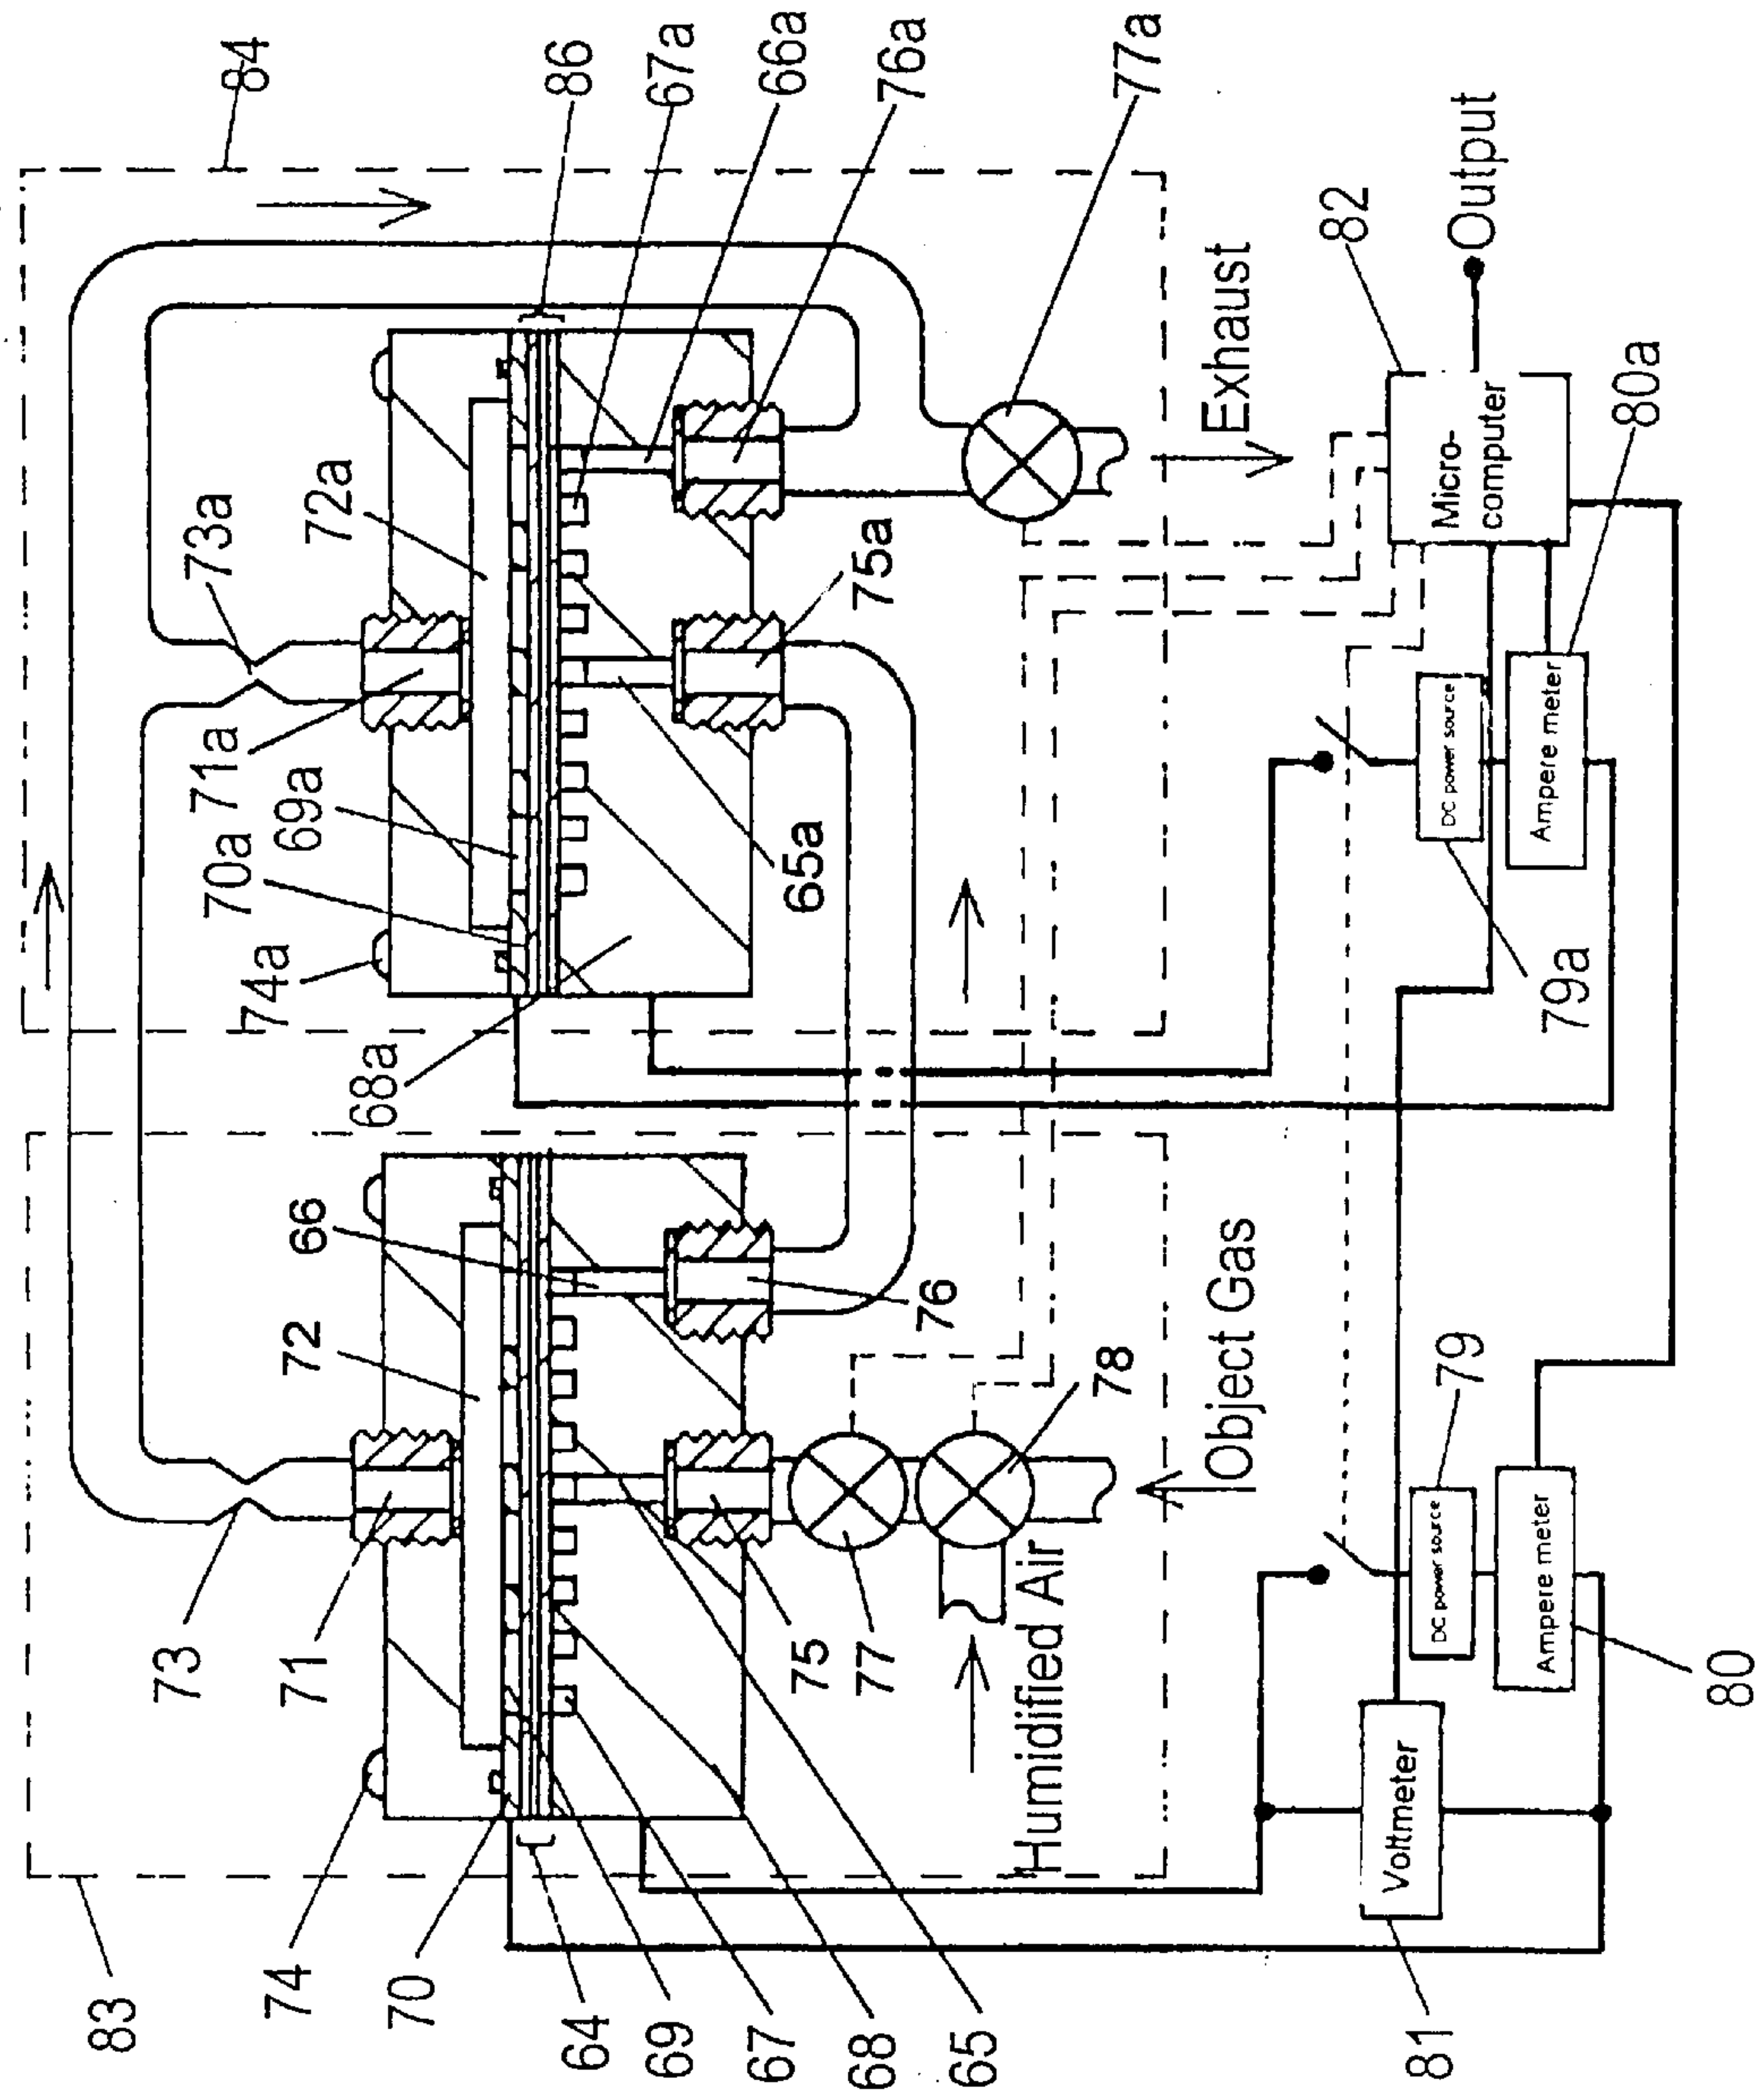 84
86
67a
66a
76a
77a
73a
72a
71a
70a
69a
74a
68a
65a
75a
Exhaust
82
Output
Micro-
computer
80a
DC power source
Ampere meter
79a
83
74
70
64
69
67
68
65
73
71
72
66
75
76
77
78
Humidified Air
Object Gas
79
DC power source
Ampere meter
80
Voltmeter
81